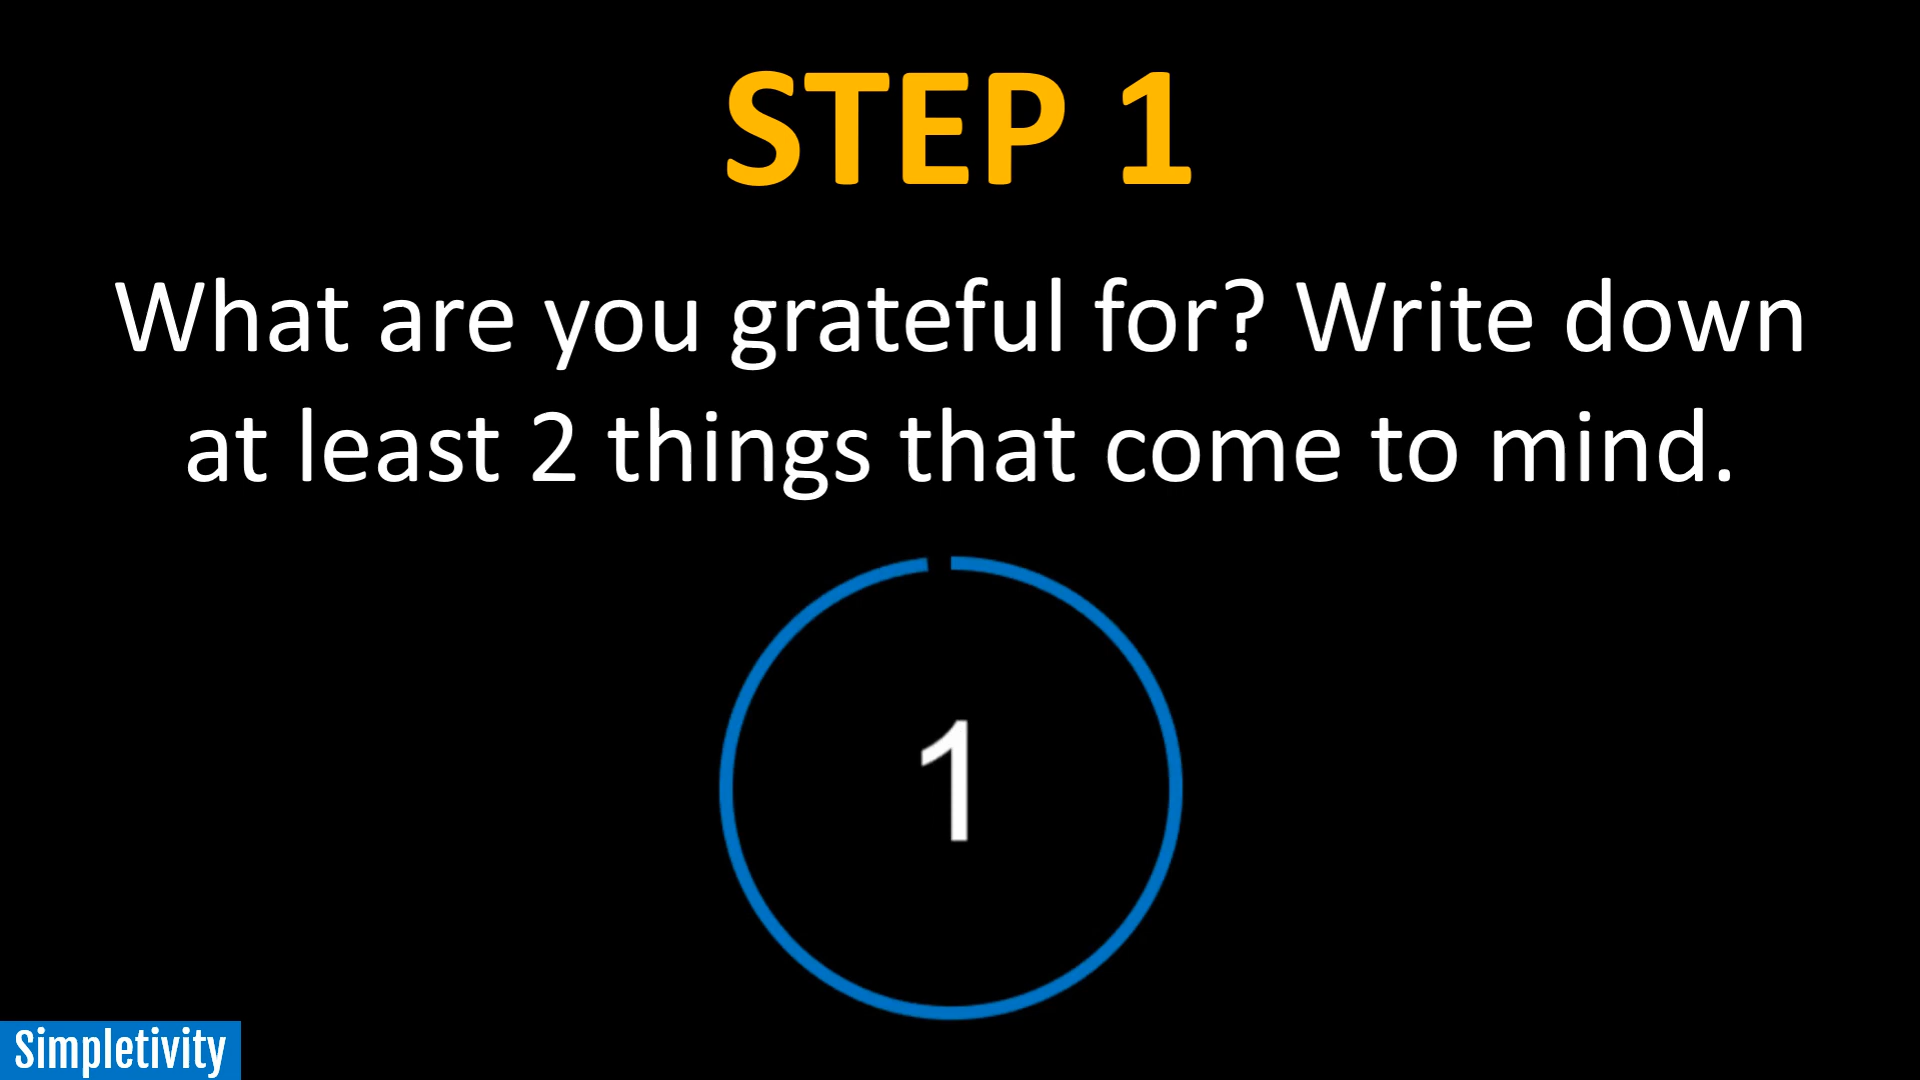 STEP 1
What are you grateful for? Write down
at least 2 things that come to mind.
1
Simpletivity